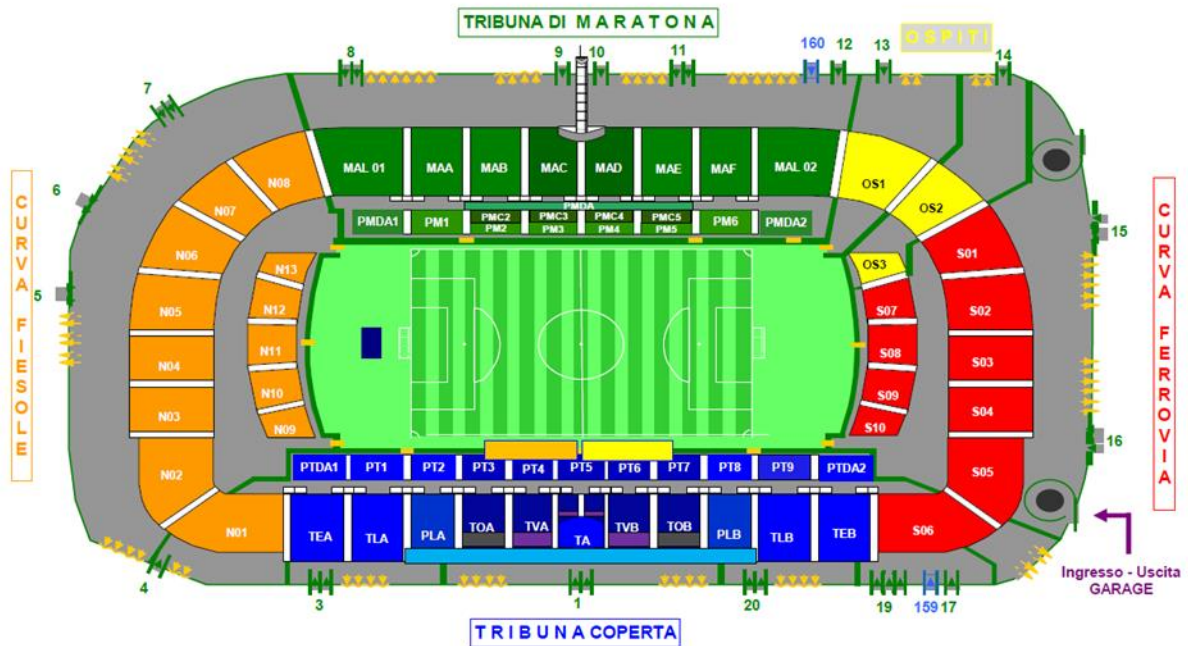 TRIBUNA DI MARATONA
OSPITI
8
9
10
11
160
12
13
14
7
6
5
4
3
1
20
19
159
17
16
15
CURVA FIESOLE
CURVA FERROVIA
MAL 01
MAA
MAB
MAC
MAD
MAE
MAF
MAL 02
PMDA
PMDA1
PM1
PMC2
PMC3
PMC4
PMC5
PM2
PM3
PM4
PM5
PM6
PMDA2
N08
N07
N06
N05
N04
N03
N02
N01
N13
N12
N11
N10
N09
OS1
OS2
OS3
S01
S02
S03
S04
S05
S06
S07
S08
S09
S10
PTDA1
PT1
PT2
PT3
PT4
PT5
PT6
PT7
PT8
PT9
PTDA2
TEA
TLA
PLA
TOA
TVA
TA
TVB
TOB
PLB
TLB
TEB
Ingresso - Uscita
GARAGE
TRIBUNA COPERTA